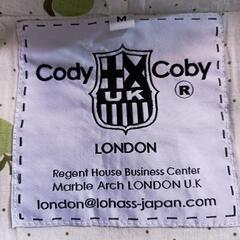 M
Cody Coby
UK
®
LONDON
Regent House Business Center
Marble Arch LONDON U.K
london@lohass-japan.com